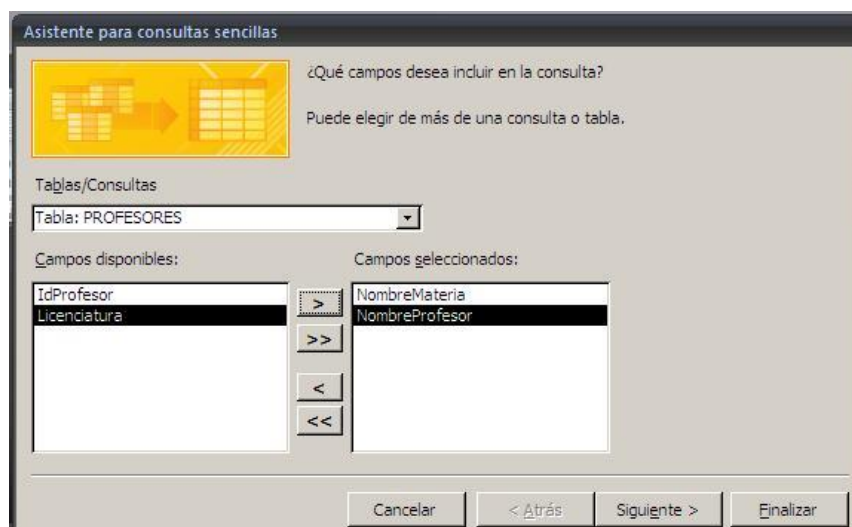 Asistente para consultas sencillas
¿Qué campos desea incluir en la consulta?
Puede elegir de más de una consulta o tabla.
Tablas/Consultas
Tabla: PROFESORES
Campos disponibles:
Campos seleccionados:
IdProfesor
Licenciatura
>
>>
<
<<
NombreMateria
NombreProfesor
Cancelar
< Atrás
Siguiente >
Finalizar